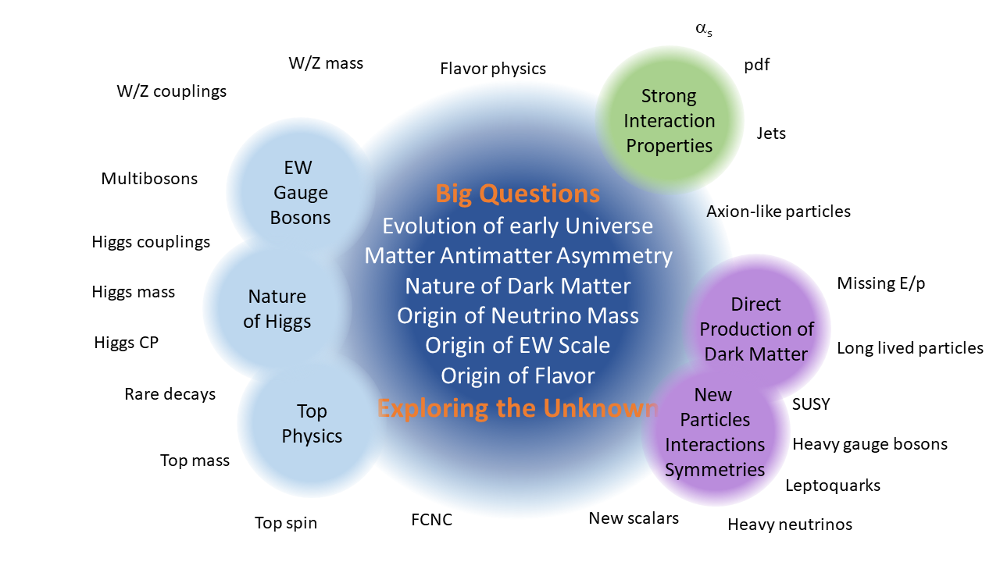 α_s
W/Z mass
Flavor physics
pdf
W/Z couplings
Strong
Interaction
Properties
Jets
EW
Gauge
Bosons
Multibosons
Big Questions
Evolution of early Universe
Matter Antimatter Asymmetry
Nature of Dark Matter
Origin of Neutrino Mass
Origin of EW Scale
Origin of Flavor
Exploring the Unknown
Axion-like particles
Higgs couplings
Higgs mass
Higgs CP
Nature
of Higgs
Direct
Production of
Dark Matter
Missing E/p
Long lived particles
Rare decays
Top
Physics
New
Particles
Interactions
Symmetries
SUSY
Heavy gauge bosons
Leptoquarks
Top mass
Top spin
FCNC
New scalars
Heavy neutrinos